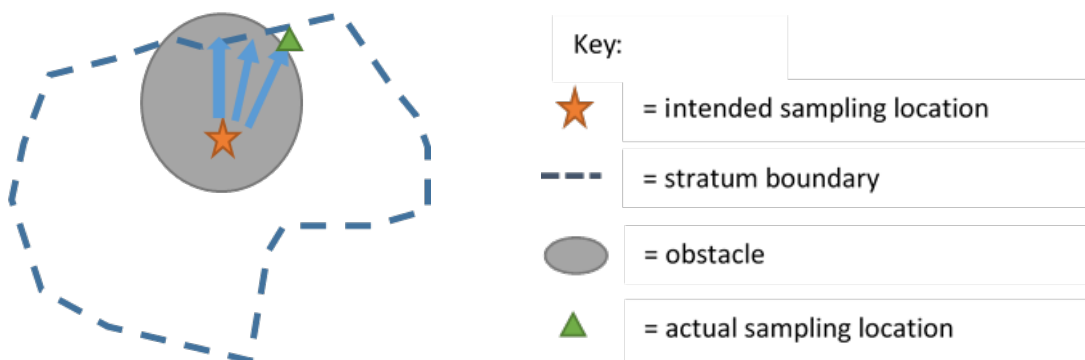 Key:
= intended sampling location
= stratum boundary
= obstacle
= actual sampling location